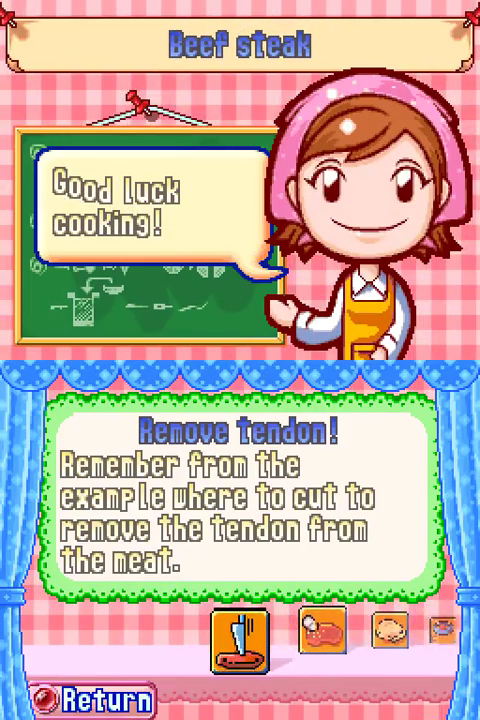 Beef steak
Good luck
cooking!
Remove tendon!
Remember from the
example where to cut to
remove the tendon from
the meat.
Return